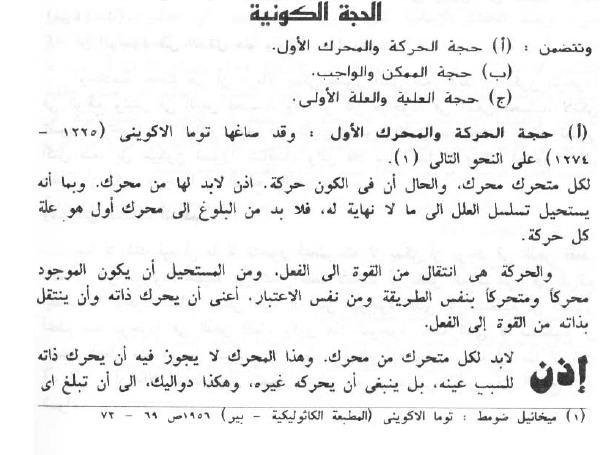 الحجة الكونية
وتتضمن : (أ) حجة الحركة والمحرك الأول.
(ب) حجة الممكن والواجب.
(ج) حجة العلية والعلة الأولى.
(أ) حجة الحركة والمحرك الأول : وقد صاغها توما الاكوينى (١٢٢٥ –
١٢٧٤) على النحو التالى (١).
لكل متحرك محرك، والحال أن فى الكون حركة، اذن لابد لها من محرك. وبما أنه
يستحيل تسلسل العلل الى ما لا نهاية له، فلا بد من البلوغ الى محرك أول هو علة
كل حركة.
والحركة هى انتقال من القوة الى الفعل، ومن المستحيل أن يكون الموجود
محركاً ومتحركاً بنفس الطريقة ومن نفس الاعتبار. أعنى أن يحرك ذاته وأن ينتقل
بذاته من القوة إلى الفعل.
إذن لابد لكل متحرك من محرك. وهذا المحرك لا يجوز فيه أن يحرك ذاته
للسبب عينه، بل ينبغى أن يحركه غيره، وهكذا دواليك، الى أن تبلغ اى
(١) ميخائيل ضومط : توما الاكوينى (المطبعة الكاثوليكية – بير) ١٩٥٦ص ٦٩ – ٧٢